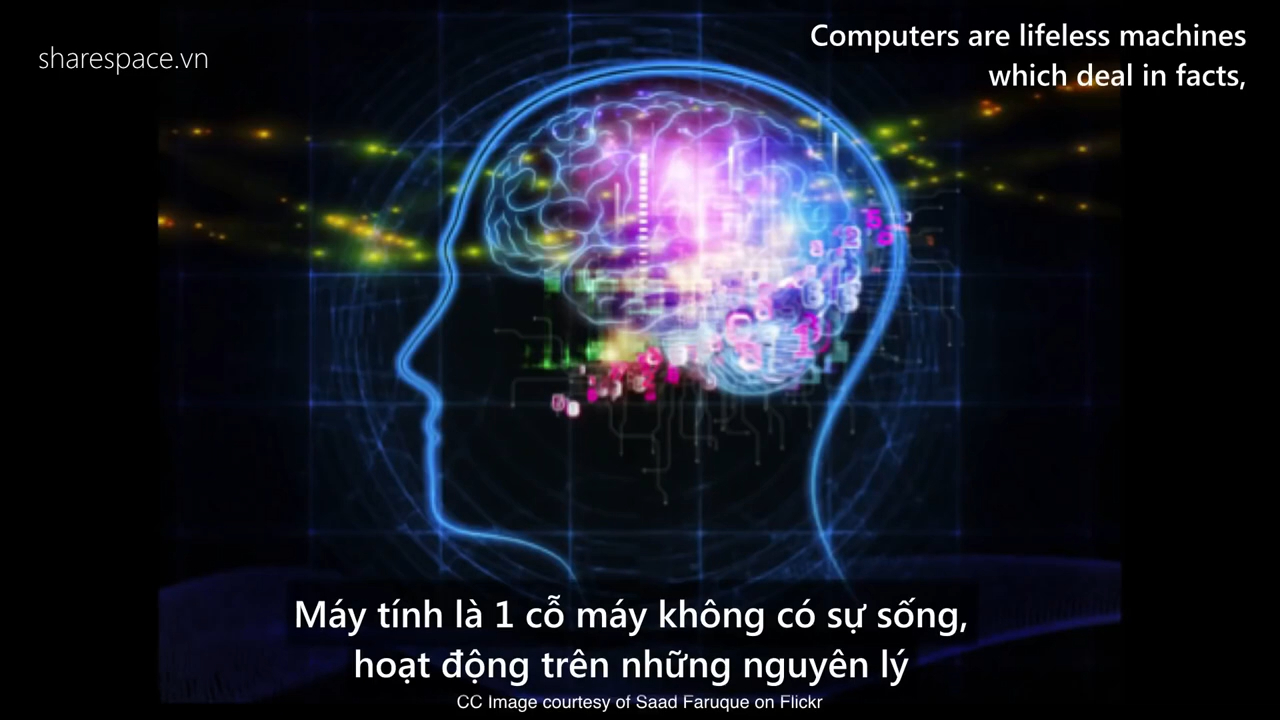 sharespace.vn
Computers are lifeless machines
which deal in facts,
Máy tính là 1 cỗ máy không có sự sống,
hoạt động trên những nguyên lý
CC Image courtesy of Saad Faruque on Flickr